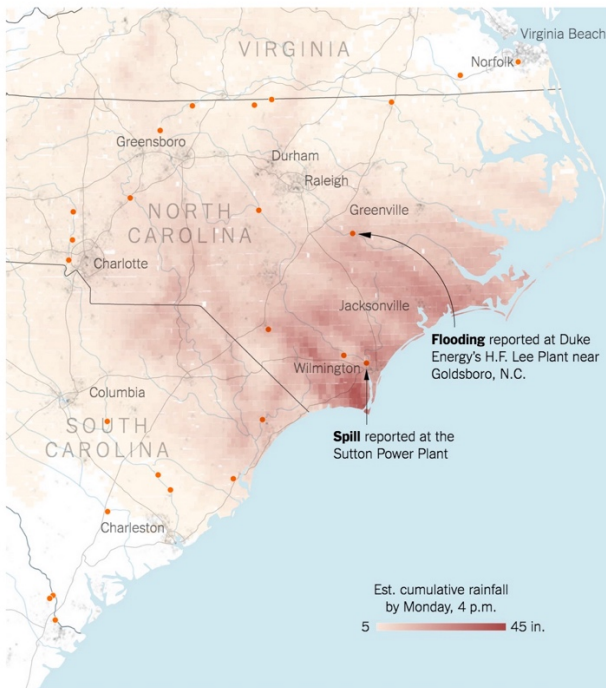 VIRGINIA
Virginia Beach
Norfolk
Greensboro
Durham
Raleigh
NORTH
CAROLINA
Greenville
Charlotte
Jacksonville
Flooding reported at Duke
Energy's H.F. Lee Plant near
Goldsboro, N.C.
Wilmington
Columbia
SOUTH
CAROLINA
Spill reported at the
Sutton Power Plant
Charleston
Est. cumulative rainfall
by Monday, 4 p.m.
5 45 in.